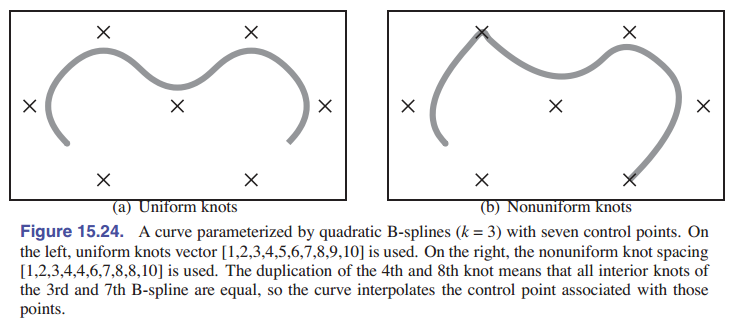 (a) Uniform knots
(b) Nonuniform knots
Figure 15.24. A curve parameterized by quadratic B-splines (k = 3) with seven control points. On
the left, uniform knots vector [1,2,3,4,5,6,7,8,9,10] is used. On the right, the nonuniform knot spacing
[1,2,3,4,4,6,7,8,8,10] is used. The duplication of the 4th and 8th knot means that all interior knots of
the 3rd and 7th B-spline are equal, so the curve interpolates the control point associated with those
points.